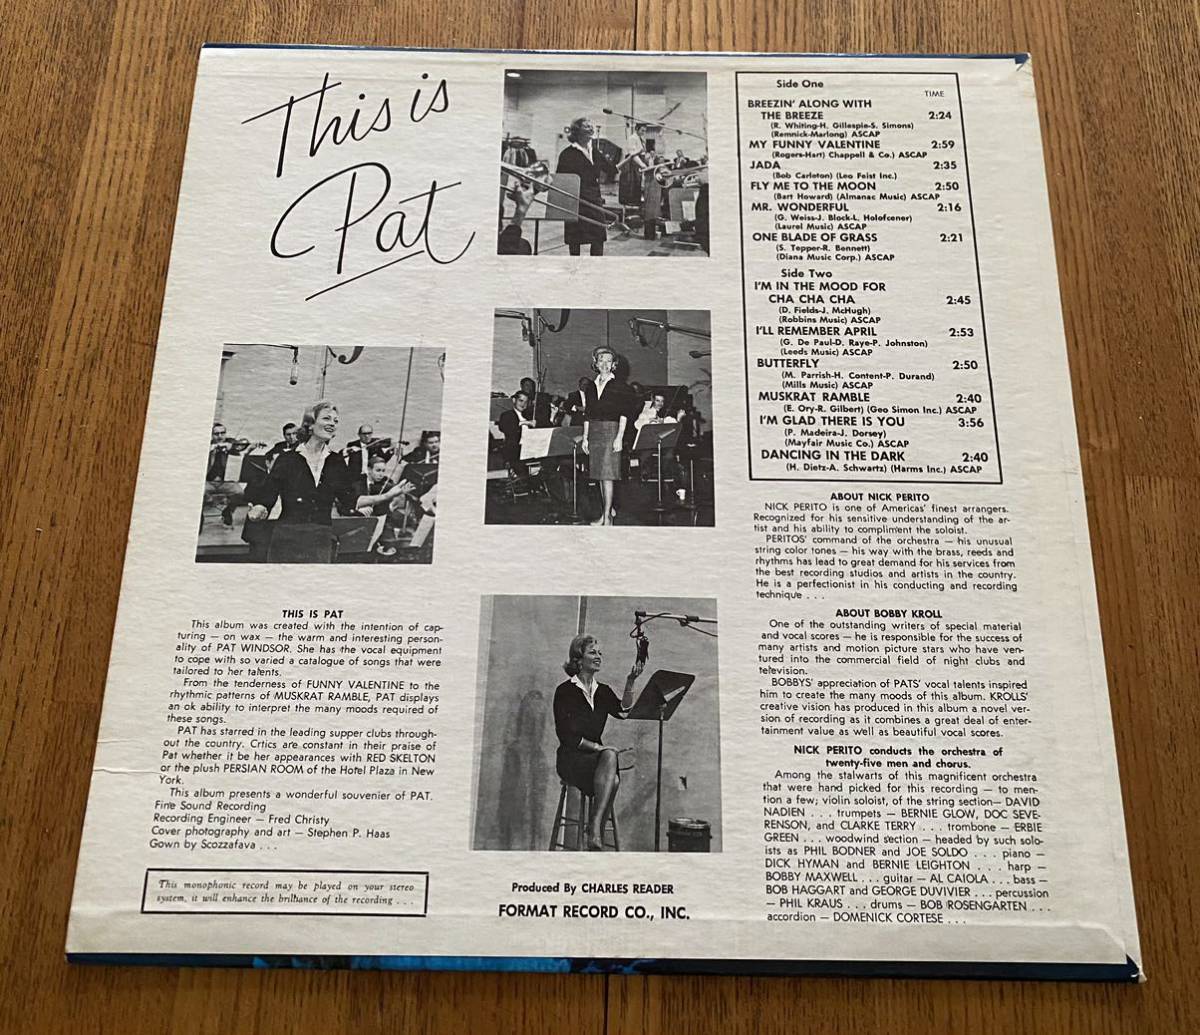 This is
Pat
Side One
TIME
BREEZIN' ALONG WITH
THE BREEZE 2:24
(R. Whiting-H. Gillespie-S. Simons)
(Remnick-Marlong) ASCAP
MY FUNNY VALENTINE 2:59
(Rogers-Hart) Chappell & Co.) ASCAP
JADA 2:35
(Bob Carleton) (Leo Feist Inc.)
FLY ME TO THE MOON 2:50
(Bart Howard) (Almanac Music) ASCAP
MR. WONDERFUL 2:16
(G. Weiss-J. Block-L. Holofcener)
(Laurel Music) ASCAP
ONE BLADE OF GRASS 2:21
(S. Tepper-R. Bennett)
(Diana Music Corp.) ASCAP
Side Two
I'M IN THE MOOD FOR
CHA CHA CHA 2:45
(D. Fields-J. McHugh)
(Robbins Music) ASCAP
I'LL REMEMBER APRIL 2:53
(G. De Paul-D. Raye-P. Johnston)
(Leeds Music) ASCAP
BUTTERFLY 2:50
(M. Parrish-H. Content-P. Durand)
(Mills Music) ASCAP
MUSKRAT RAMBLE 2:40
(E. Ory-R. Gilbert) (Geo Simon Inc.) ASCAP
I'M GLAD THERE IS YOU 3:56
(P. Madeira-J. Dorsey)
(Mayfair Music Co.) ASCAP
DANCING IN THE DARK 2:40
(H. Dietz-A. Schwartz) (Harms Inc.) ASCAP
THIS IS PAT
This album was created with the intention of cap-
turing — on wax — the warm and interesting person-
ality of PAT WINDSOR. She has the vocal equipment
to cope with so varied a catalogue of songs that were
tailored to her talents.
From the tenderness of FUNNY VALENTINE to the
rhythmic patterns of MUSKRAT RAMBLE, PAT displays
an ok ability to interpret the many moods required of
these songs.
PAT has starred in the leading supper clubs through-
out the country. Crtics are constant in their praise of
Pat whether it be her appearances with RED SKELTON
or the plush PERSIAN ROOM of the Hotel Plaza in New
York.
This album presents a wonderful souvenier of PAT.
Fine Sound Recording
Recording Engineer — Fred Christy
Cover photography and art — Stephen P. Haas
Gown by Scozzafava . . .
This monophonic record may be played on your stereo
system, it will enhance the brilliance of the recording . . .
Produced By CHARLES READER
FORMAT RECORD CO., INC.
ABOUT NICK PERITO
NICK PERITO is one of Americas' finest arrangers.
Recognized for his sensitive understanding of the ar-
tist and his ability to compliment the soloist.
PERITOS' command of the orchestra — his unusual
string color tones — his way with the brass, reeds and
rhythms has lead to great demand for his services from
the best recording studios and artists in the country.
He is a perfectionist in his conducting and recording
technique . . .
ABOUT BOBBY KROLL
One of the outstanding writers of special material
and vocal scores — he is responsible for the success of
many artists and motion picture stars who have ven-
tured into the commercial field of night clubs and
television.
BOBBYS' appreciation of PATS' vocal talents inspired
him to create the many moods of this album. KROLLS'
creative vision has produced in this album a novel ver-
sion of recording as it combines a great deal of enter-
tainment value as well as beautiful vocal scores.
NICK PERITO conducts the orchestra of
twenty-five men and chorus.
Among the stalwarts of this magnificent orchestra
that were hand picked for this recording — to men-
tion a few; violin soloist, of the string section— DAVID
NADIEN . . . trumpets — BERNIE GLOW, DOC SEVE-
RENSON, and CLARKE TERRY . . . trombone — ERBIE
GREEN . . . woodwind section — headed by such solo-
ists as PHIL BODNER and JOE SOLDO . . . piano —
DICK HYMAN and BERNIE LEIGHTON . . . harp —
BOBBY MAXWELL . . . guitar — AL CAIOLA . . . bass —
BOB HAGGART and GEORGE DUVIVIER . . . percussion
— PHIL KRAUS . . . drums — BOB ROSENGARTEN . . .
accordion — DOMENICK CORTESE . . .